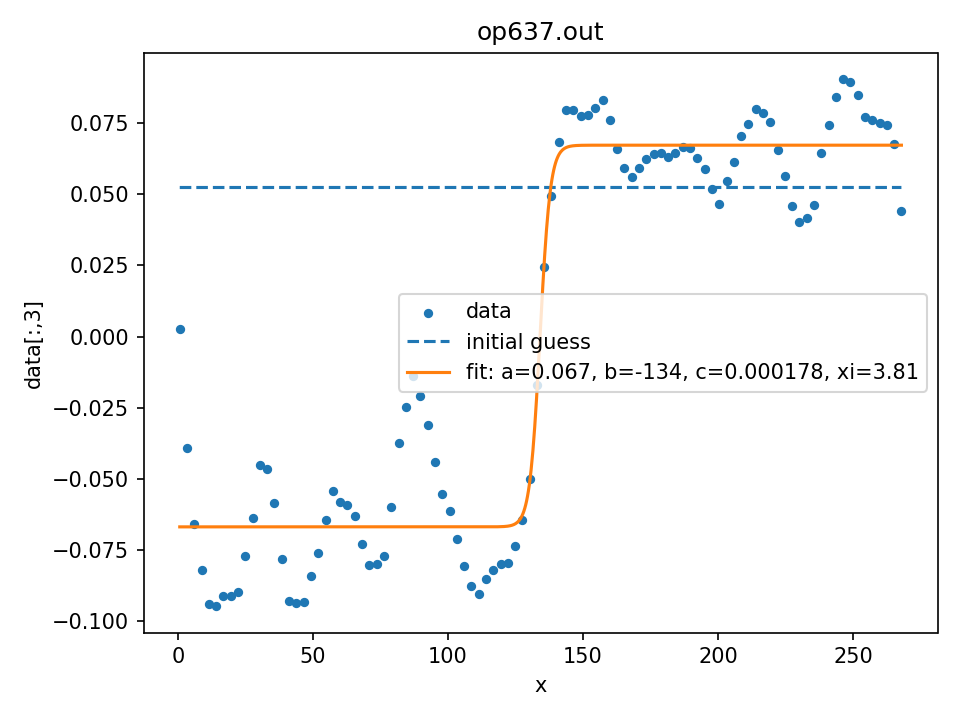 op637.out
0.075
0.050
0.025
0.000
−0.025
−0.050
−0.075
−0.100
data[:,3]
data
initial guess
fit: a=0.067, b=-134, c=0.000178, xi=3.81
0 50 100 150 200 250
x